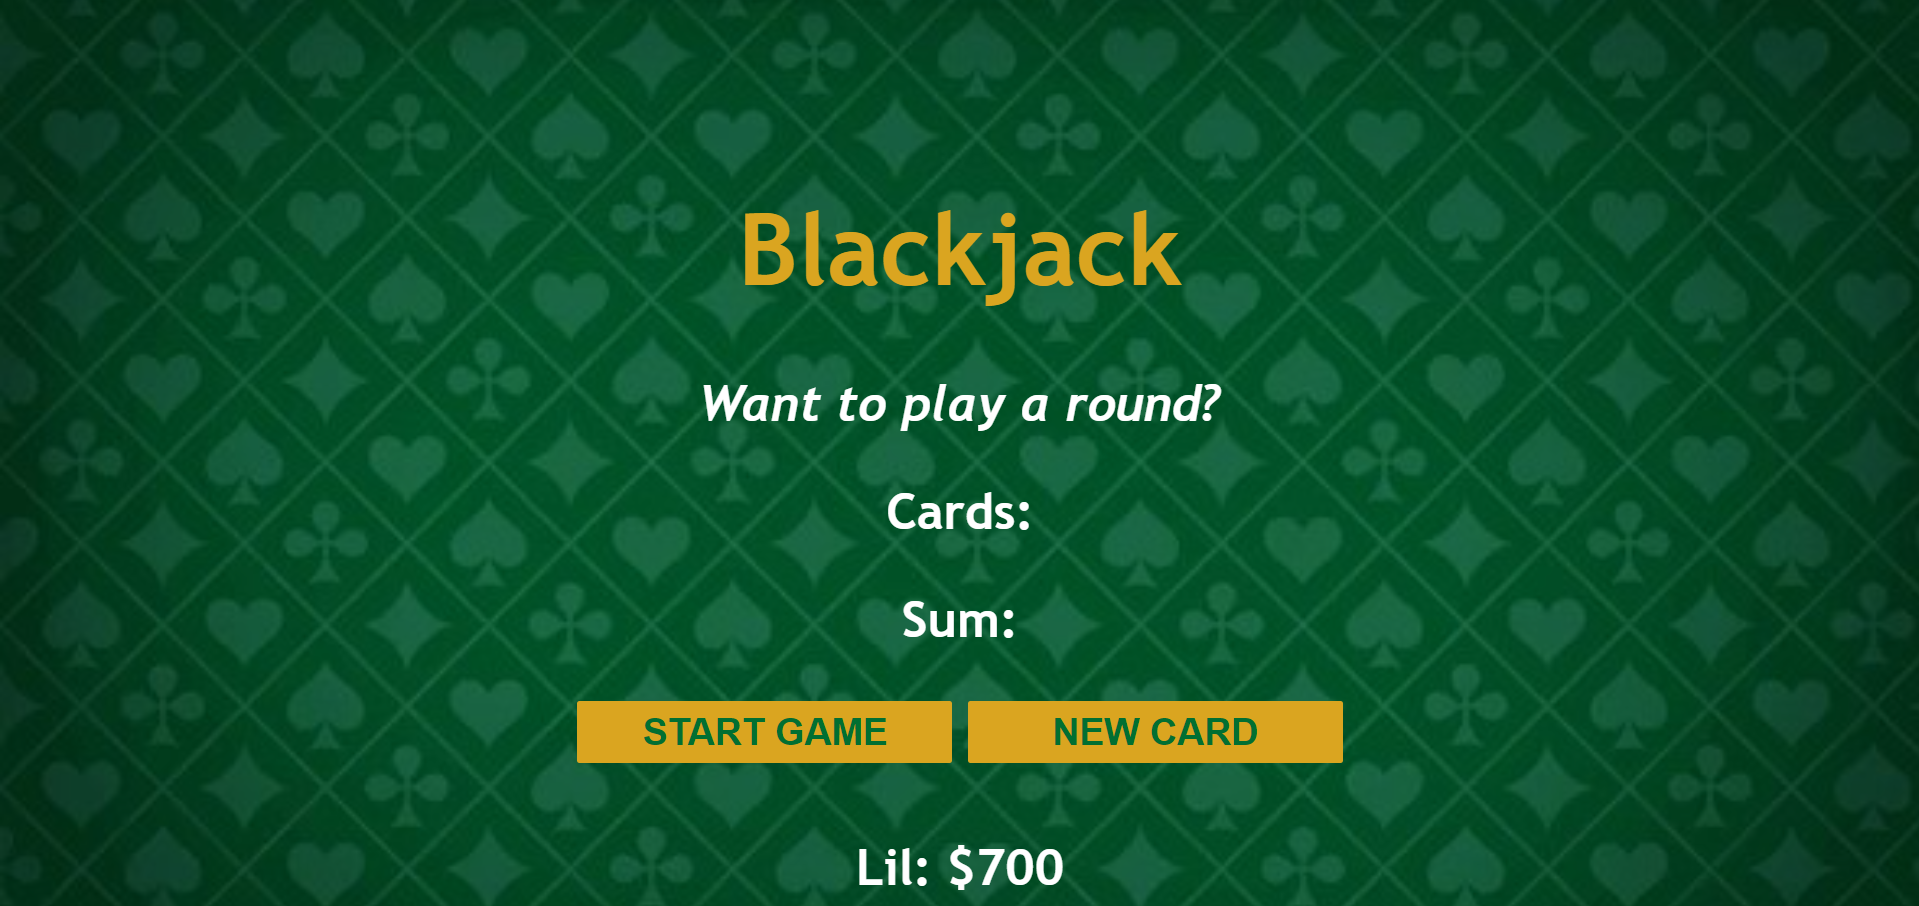 Blackjack
Want to play a round?
Cards:
Sum:
START GAME NEW CARD
Lil: $700